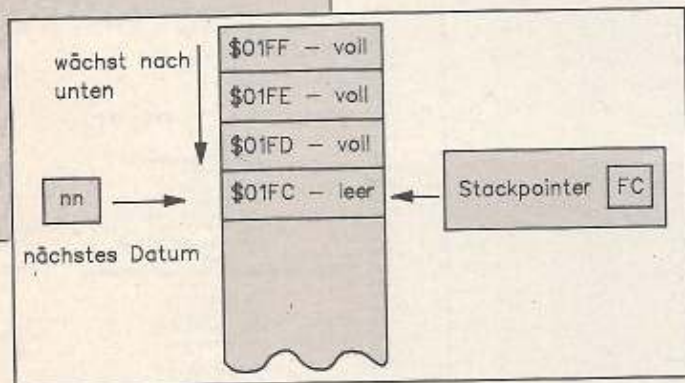 wächst nach
unten
$01FF – voll
$01FE – voll
$01FD – voll
$01FC – leer
nn
nächstes Datum
Stackpointer FC